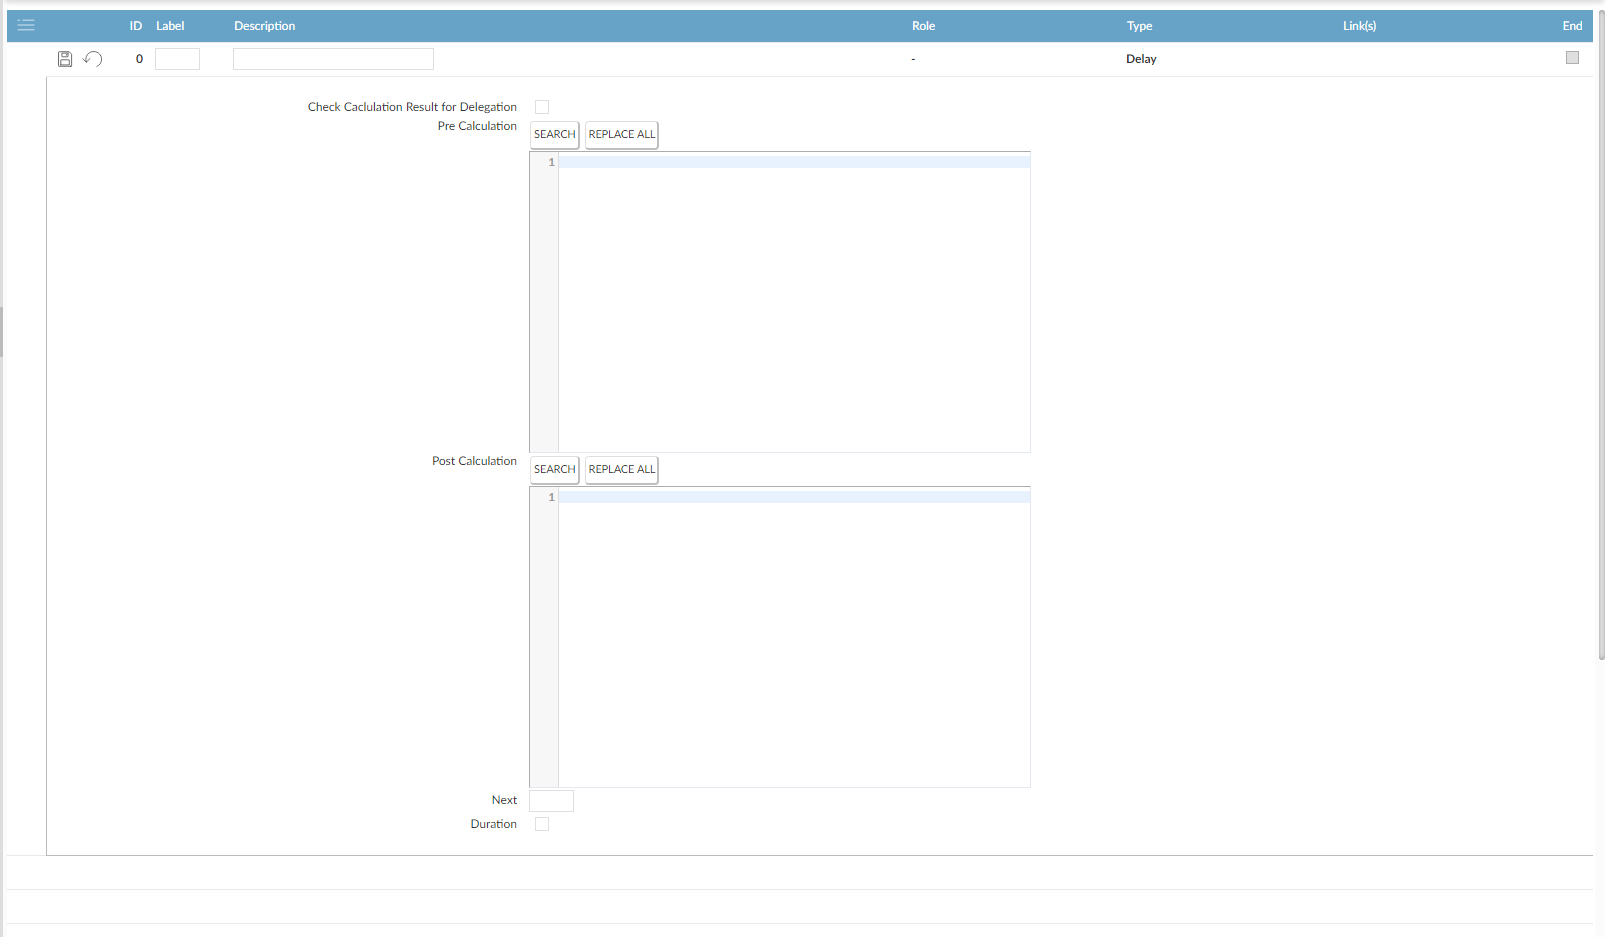 ID Label Description Role Type Link(s) End
0 - Delay
Check Caclulation Result for Delegation
Pre Calculation SEARCH REPLACE ALL
1
Post Calculation SEARCH REPLACE ALL
1
Next
Duration